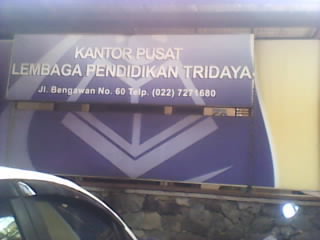 KANTOR PUSAT
LEMBAGA PENDIDIKAN TRIDAYA
Jl. Bengawan No. 60 Telp. (022) 7271680